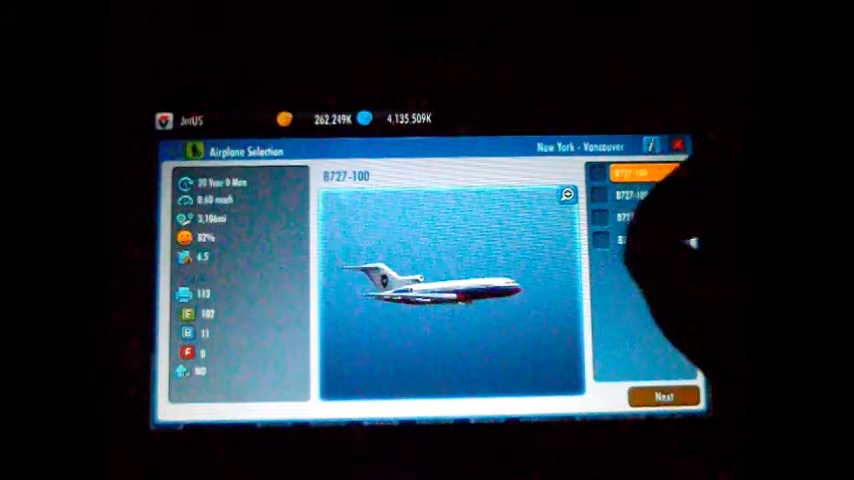 JetUS
262,249K
4,135,509K
Airplane Selection
New York - Vancouver
20 Year 0 Mon
B727-100
B727-100
0.60 mach
3,106mi
82%
6.5
113
E 102
B 11
F 0
NO
Next